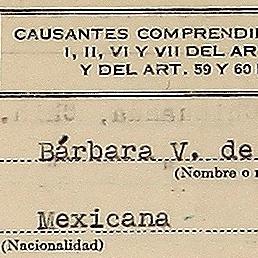 CAUSANTES COMPRENDI
I, II, VI Y VII DEL AR
Y DEL ART. 59 Y 60
Bárbara V. de
(Nombre o
Mexicana
(Nacionalidad)